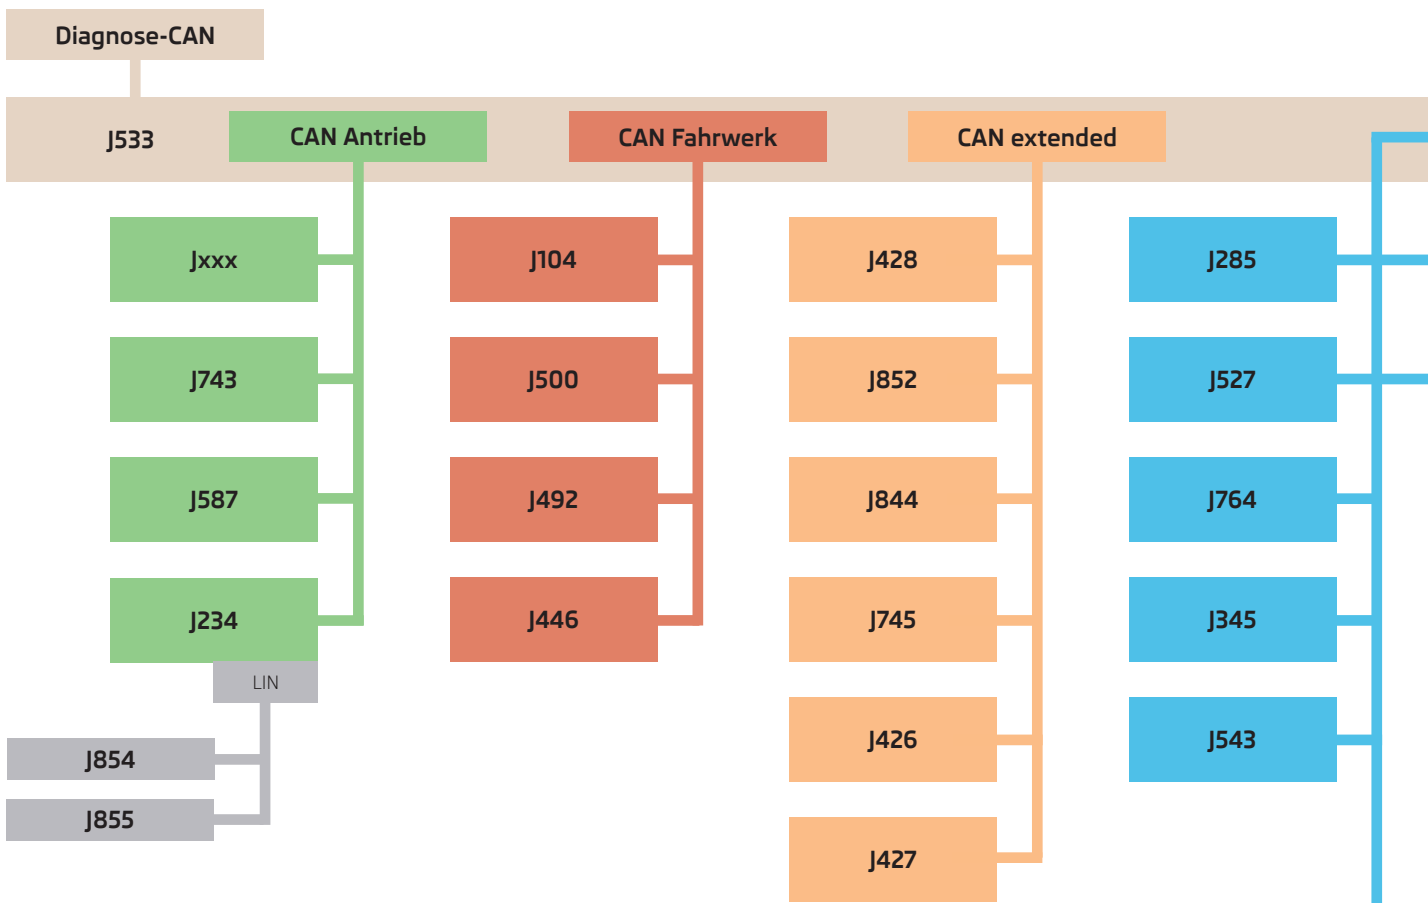 Diagnose-CAN
J533
CAN Antrieb
CAN Fahrwerk
CAN extended
Jxxx
J104
J428
J285
J743
J500
J852
J527
J587
J492
J844
J764
J234
J446
J745
J345
LIN
J426
J543
J854
J855
J427